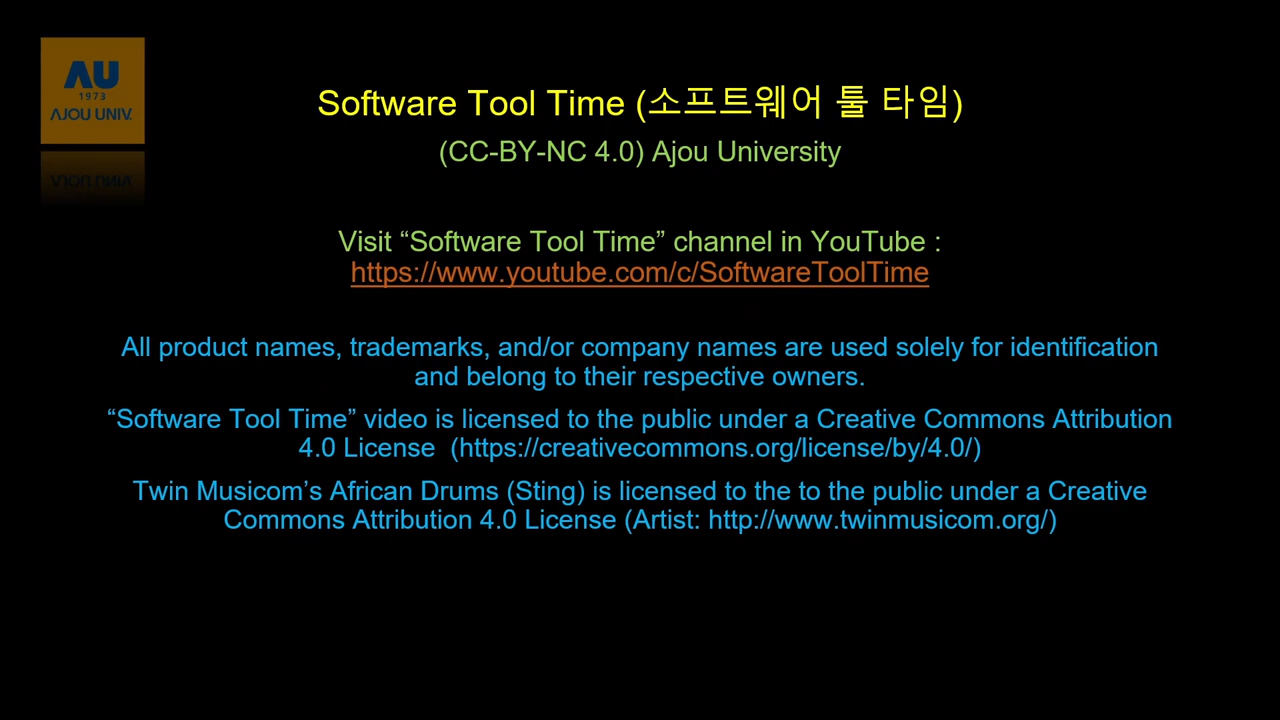 AU
1973
AJOU UNIV.
Software Tool Time (소프트웨어 툴 타임)
(CC-BY-NC 4.0) Ajou University
Visit “Software Tool Time” channel in YouTube :
https://www.youtube.com/c/SoftwareToolTime
All product names, trademarks, and/or company names are used solely for identification
and belong to their respective owners.
“Software Tool Time” video is licensed to the public under a Creative Commons Attribution
4.0 License  (https://creativecommons.org/license/by/4.0/)
Twin Musicom’s African Drums (Sting) is licensed to the to the public under a Creative
Commons Attribution 4.0 License (Artist: http://www.twinmusicom.org/)